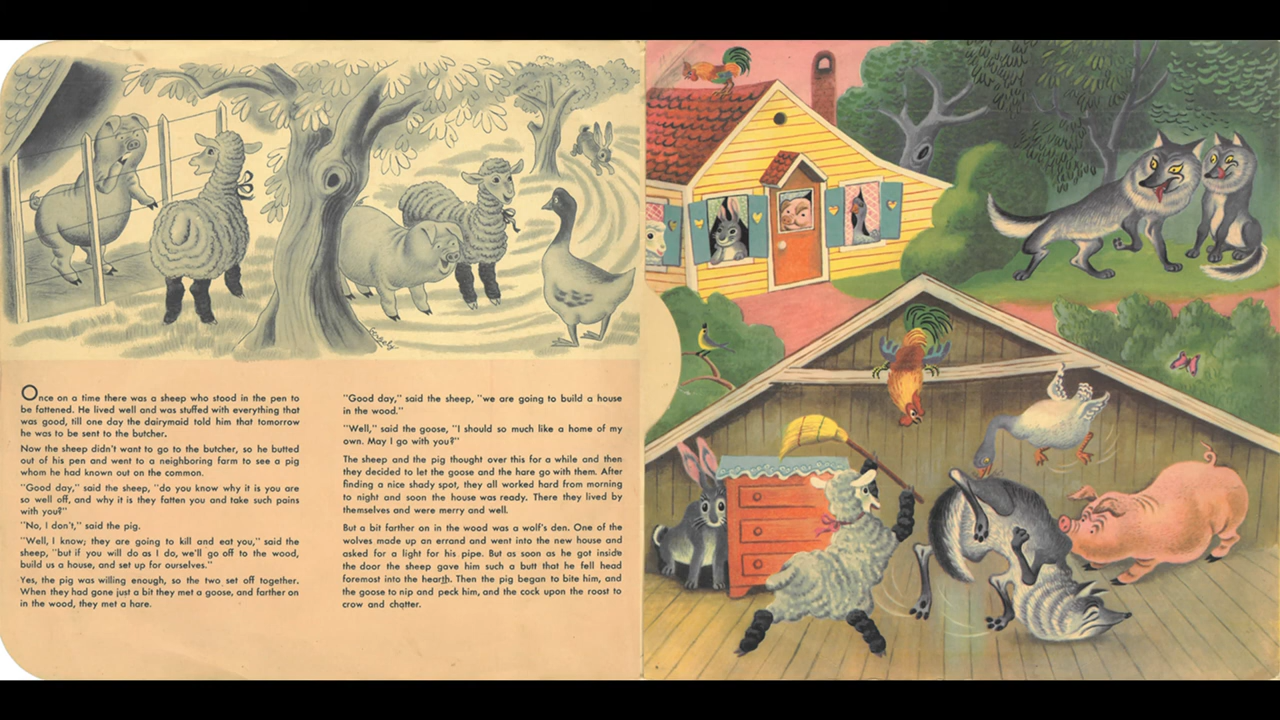 Once on a time there was a sheep who stood in the pen to
be fattened. He lived well and was stuffed with everything that
was good, till one day the dairymaid told him that tomorrow
he was to be sent to the butcher.
Now the sheep didn't want to go to the butcher, so he butted
out of his pen and went to a neighboring farm to see a pig
whom he had known out on the common.
"Good day," said the sheep, "do you know why it is you are
so well off, and why it is they fatten you and take such pains
with you?"
"No, I don't," said the pig.
"Well, I know; they are going to kill and eat you," said the
sheep, "but if you will do as I do, we'll go off to the wood,
build us a house, and set up for ourselves."
Yes, the pig was willing enough, so the two set off together.
When they had gone just a bit they met a goose, and farther on
in the wood, they met a hare.
"Good day," said the sheep, "we are going to build a house
in the wood."
"Well," said the goose, "I should so much like a home of my
own. May I go with you?"
The sheep and the pig thought over this for a while and then
they decided to let the goose and the hare go with them. After
finding a nice shady spot, they all worked hard from morning
to night and soon the house was ready. There they lived by
themselves and were merry and well.
But a bit farther on in the wood was a wolf's den. One of the
wolves made up an errand and went into the new house and
asked for a light for his pipe. But as soon as he got inside
the door the sheep gave him such a butt that he fell head
foremost into the hearth. Then the pig began to bite him, and
the goose to nip and peck him, and the cock upon the roost to
crow and chatter.